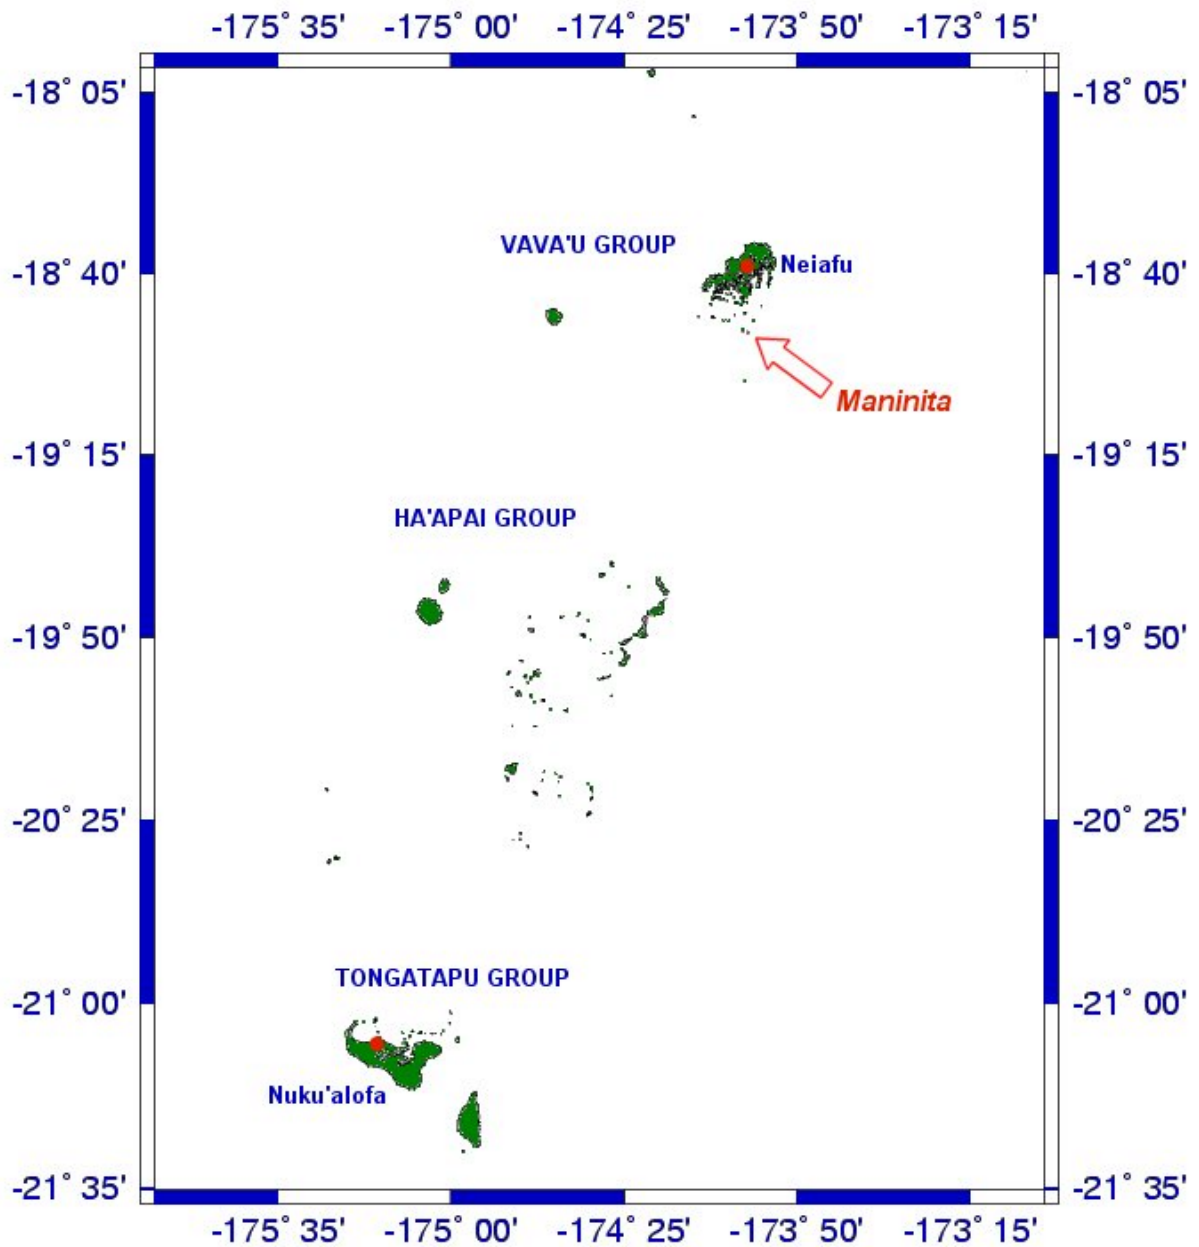 -175° 35' -175° 00' -174° 25' -173° 50' -173° 15'
-18° 05' -18° 05'
VAVA'U GROUP
Neiafu
-18° 40' -18° 40'
Maninita
-19° 15' -19° 15'
HA'APAI GROUP
-19° 50' -19° 50'
-20° 25' -20° 25'
TONGATAPU GROUP
-21° 00' -21° 00'
Nuku'alofa
-21° 35' -21° 35'
-175° 35' -175° 00' -174° 25' -173° 50' -173° 15'